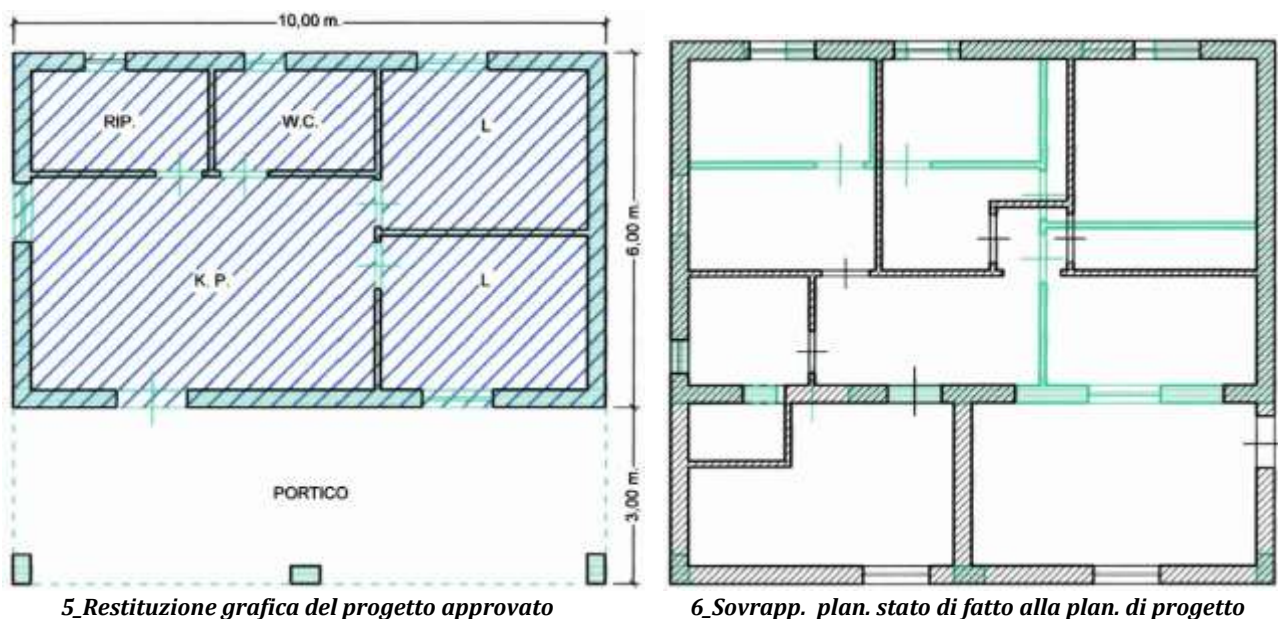 10,00 m.
RIP.
W.C.
L
6,00 m.
K. P.
L
PORTICO
3,00 m.
5_Restituzione grafica del progetto approvato
6_Sovrapp. plan. stato di fatto alla plan. di progetto